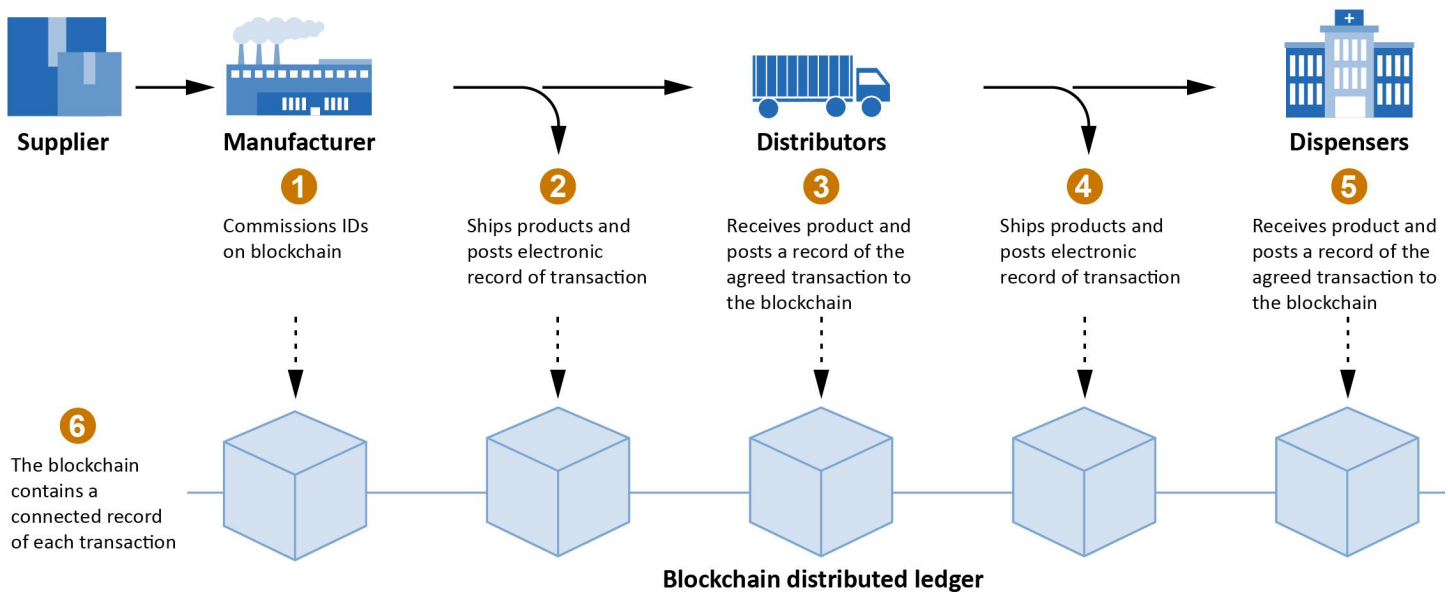 Supplier
Manufacturer
Distributors
Dispensers
1
Commissions IDs
on blockchain
2
Ships products and
posts electronic
record of transaction
3
Receives product and
posts a record of the
agreed transaction to
the blockchain
4
Ships products and
posts electronic
record of transaction
5
Receives product and
posts a record of the
agreed transaction to
the blockchain
6
The blockchain
contains a
connected record
of each transaction
Blockchain distributed ledger